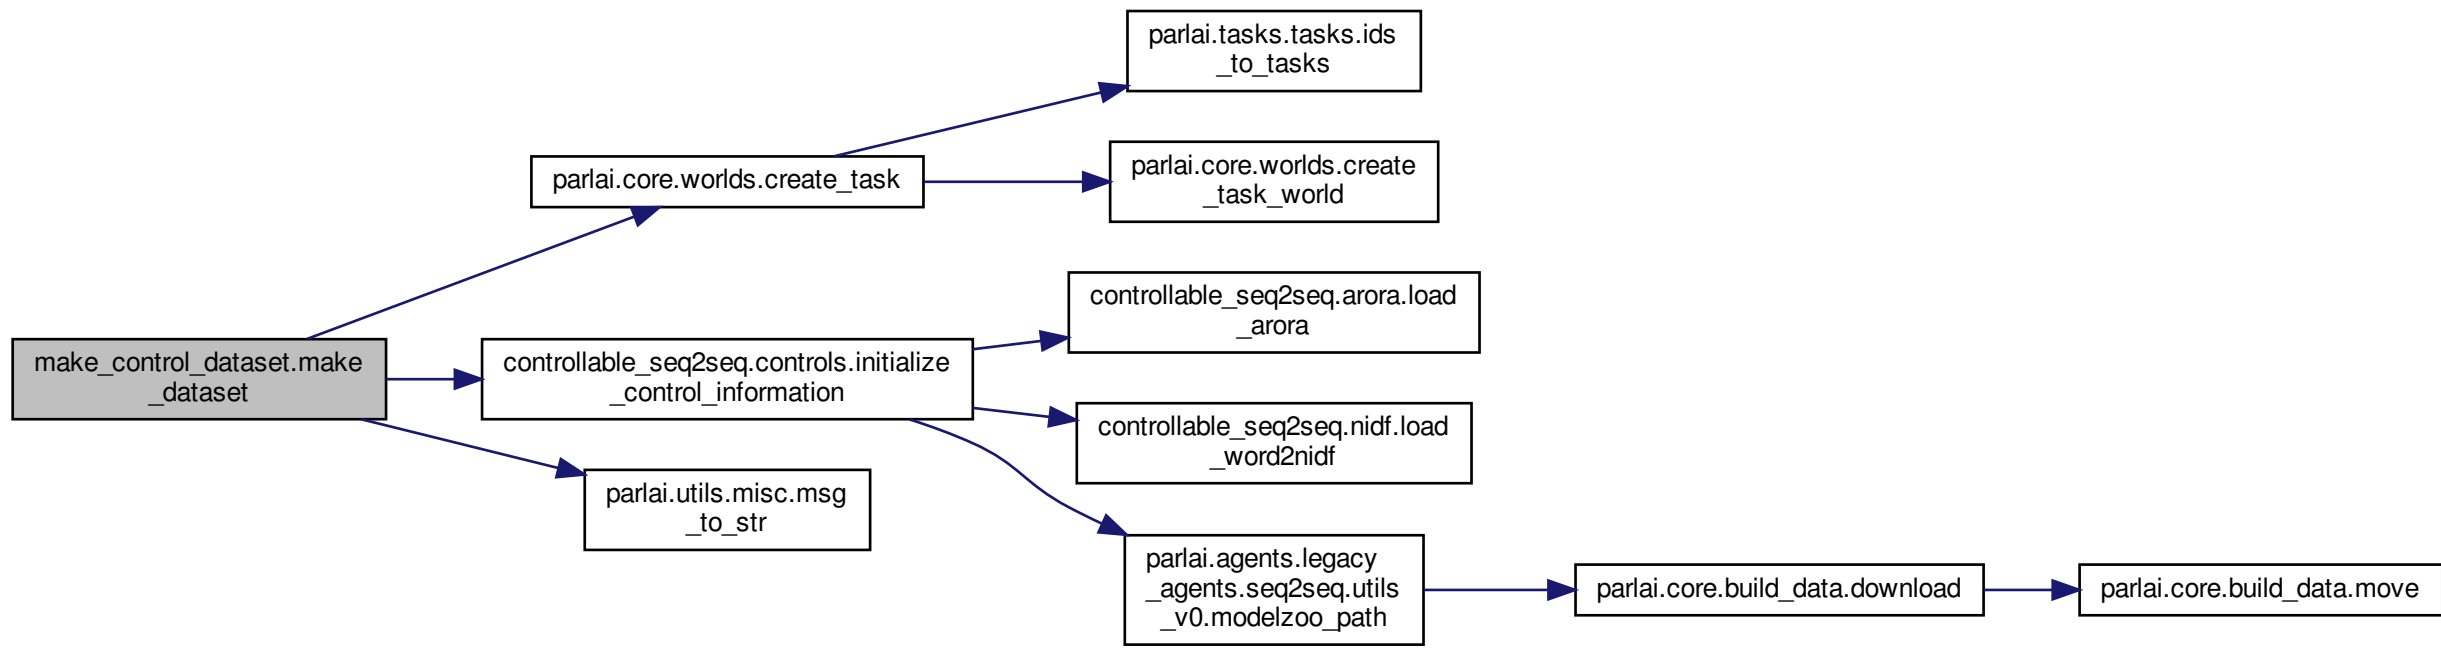 make_control_dataset.make
_dataset
parlai.core.worlds.create_task
parlai.tasks.tasks.ids
_to_tasks
parlai.core.worlds.create
_task_world
controllable_seq2seq.controls.initialize
_control_information
controllable_seq2seq.arora.load
_arora
controllable_seq2seq.nidf.load
_word2nidf
parlai.agents.legacy
_agents.seq2seq.utils
_v0.modelzoo_path
parlai.core.build_data.download
parlai.core.build_data.move
parlai.utils.misc.msg
_to_str